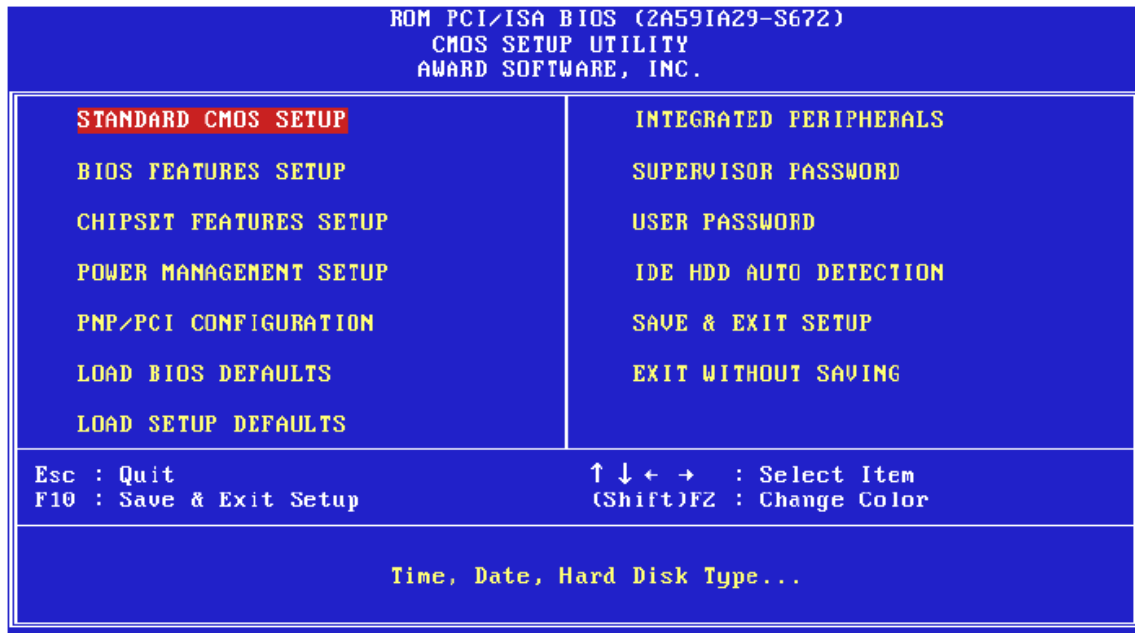 ROM PCI/ISA BIOS (2A59IA29-S672)
CMOS SETUP UTILITY
AWARD SOFTWARE, INC.
STANDARD CMOS SETUP
BIOS FEATURES SETUP
CHIPSET FEATURES SETUP
POWER MANAGEMENT SETUP
PNP/PCI CONFIGURATION
LOAD BIOS DEFAULTS
LOAD SETUP DEFAULTS
INTEGRATED PERIPHERALS
SUPERVISOR PASSWORD
USER PASSWORD
IDE HDD AUTO DETECTION
SAVE & EXIT SETUP
EXIT WITHOUT SAVING
Esc : Quit
F10 : Save & Exit Setup
↑ ↓ ← → : Select Item
(Shift)F2 : Change Color
Time, Date, Hard Disk Type...